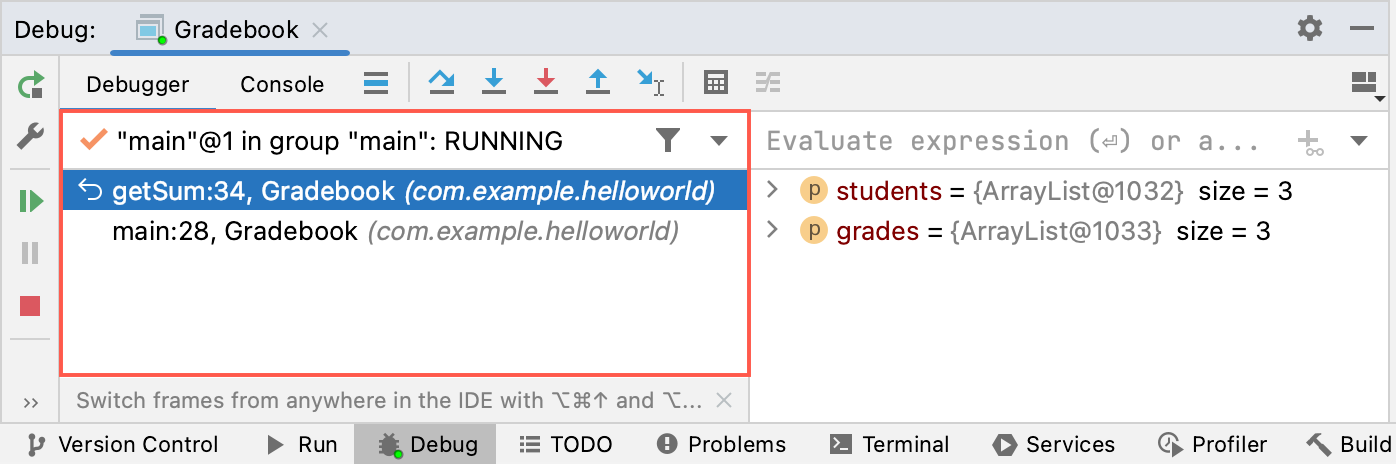 Debug: Gradebook
Debugger Console
"main"@1 in group "main": RUNNING
Evaluate expression (⏎) or a...
getSum:34, Gradebook (com.example.helloworld)
p students = {ArrayList@1032} size = 3
main:28, Gradebook (com.example.helloworld)
p grades = {ArrayList@1033} size = 3
Switch frames from anywhere in the IDE with ⌥⌘↑ and ⌥...
Version Control Run Debug TODO Problems Terminal Services Profiler Build